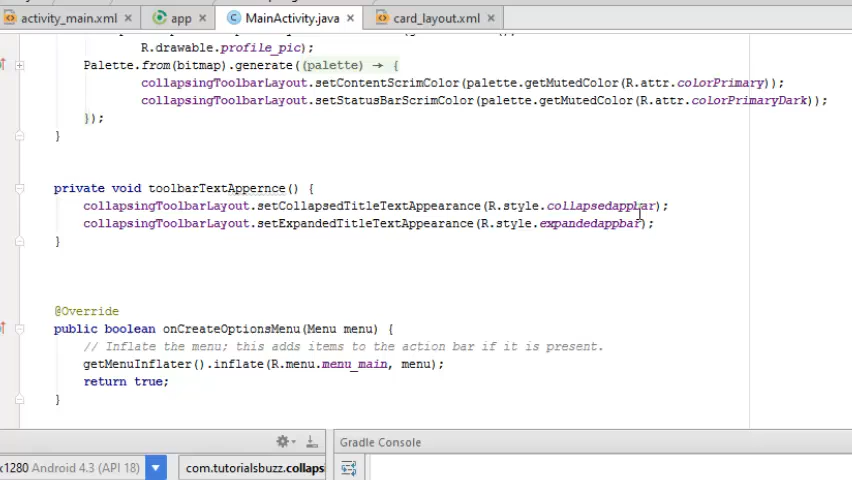 activity_main.xml × app × MainActivity.java × card_layout.xml ×
R.drawable.profile_pic);
Palette.from(bitmap).generate((palette) → {
collapsingToolbarLayout.setContentScrimColor(palette.getMutedColor(R.attr.colorPrimary));
collapsingToolbarLayout.setStatusBarScrimColor(palette.getMutedColor(R.attr.colorPrimaryDark));
});
}
private void toolbarTextAppernce() {
collapsingToolbarLayout.setCollapsedTitleTextAppearance(R.style.collapsedappbar);
collapsingToolbarLayout.setExpandedTitleTextAppearance(R.style.expandedappbar);
}
@Override
public boolean onCreateOptionsMenu(Menu menu) {
// Inflate the menu; this adds items to the action bar if it is present.
getMenuInflater().inflate(R.menu.menu_main, menu);
return true;
}
Gradle Console
x1280 Android 4.3 (API 18) com.tutorialsbuzz.collaps